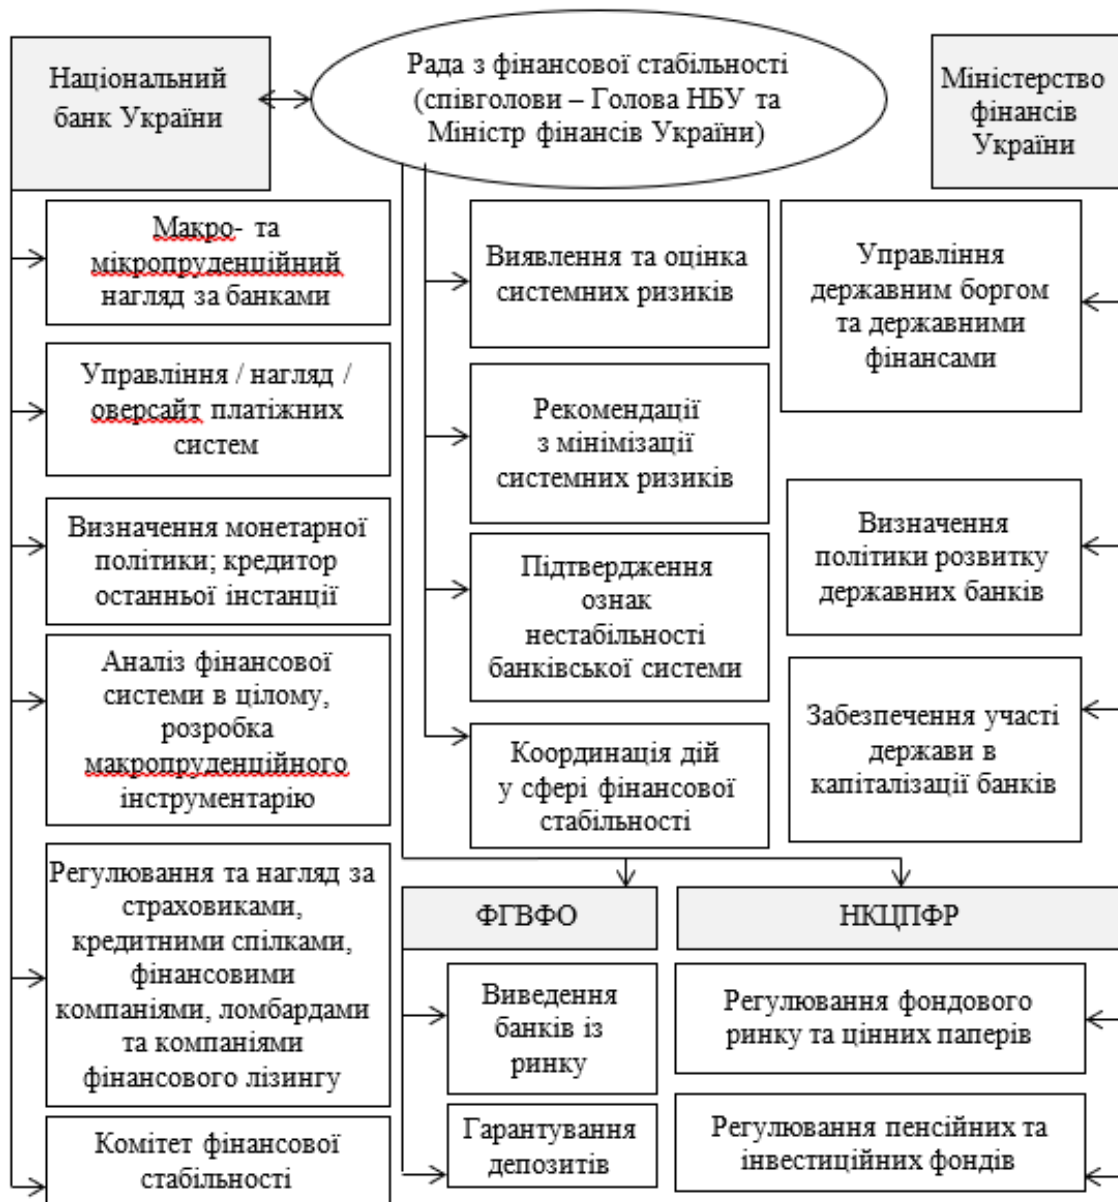 Національний
банк України
Рада з фінансової стабільності
(співголови – Голова НБУ та
Міністр фінансів України)
Міністерство
фінансів
України
Макро- та
мікропруденційний
нагляд за банками
Управління / нагляд /
оверсайт платіжних
систем
Визначення монетарної
політики; кредитор
останньої інстанції
Аналіз фінансової
системи в цілому,
розробка
макропруденційного
інструментарію
Регулювання та нагляд за
страховиками,
кредитними спілками,
фінансовими
компаніями, ломбардами
та компаніями
фінансового лізингу
Комітет фінансової
стабільності
Виявлення та оцінка
системних ризиків
Рекомендації
з мінімізації
системних ризиків
Підтвердження
ознак
нестабільності
банківської системи
Координація дій
у сфері фінансової
стабільності
Управління
державним боргом
та державними
фінансами
Визначення
політики розвитку
державних банків
Забезпечення участі
держави в
капіталізації банків
ФГВФО
Виведення
банків із
ринку
Гарантування
депозитів
НКЦПФР
Регулювання фондового
ринку та цінних паперів
Регулювання пенсійних та
інвестиційних фондів